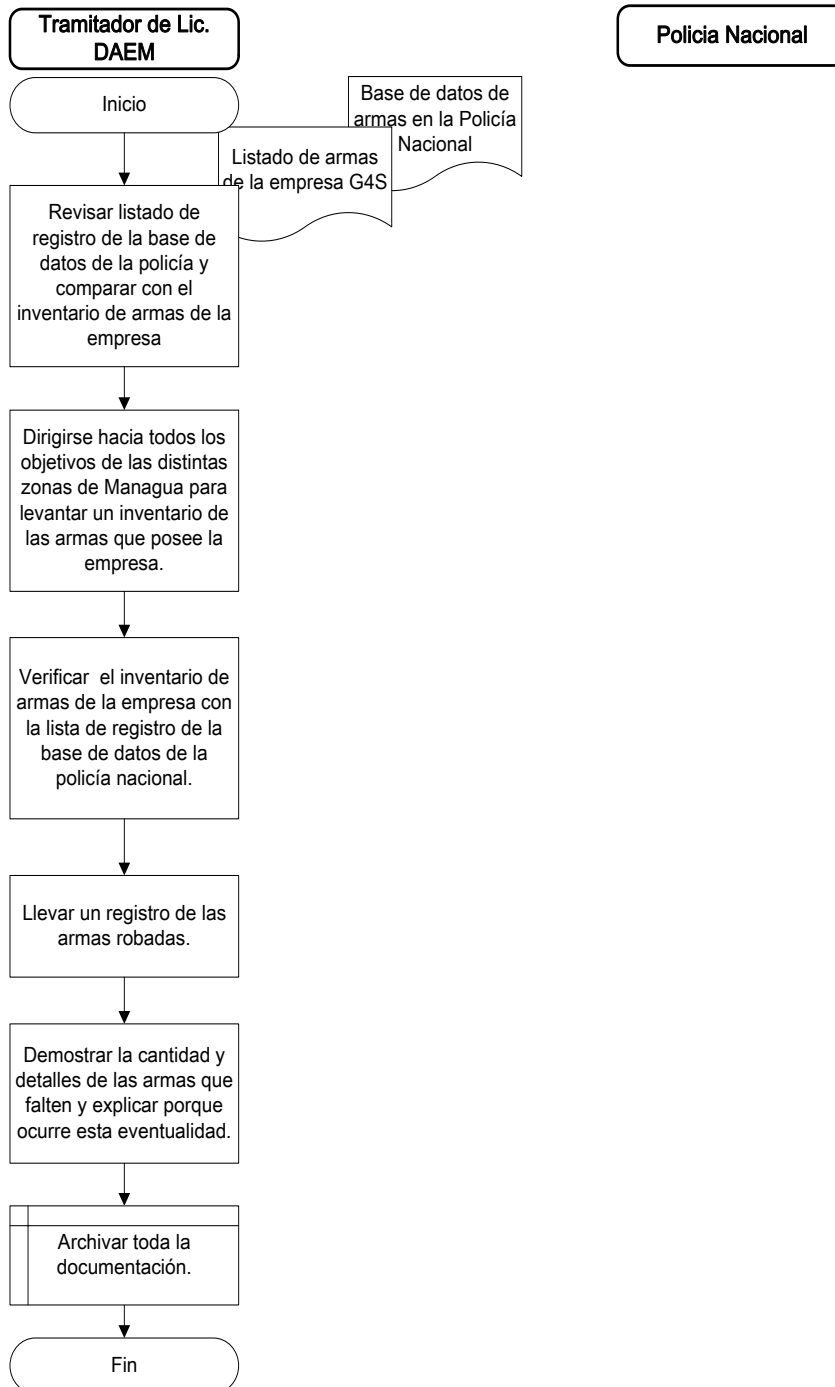 Tramitador de Lic.
DAEM
Policia Nacional
Inicio
Base de datos de
armas en la Policía
Nacional
Listado de armas
de la empresa G4S
Revisar listado de
registro de la base de
datos de la policía y
comparar con el
inventario de armas de la
empresa
Dirigirse hacia todos los
objetivos de las distintas
zonas de Managua para
levantar un inventario de
las armas que posee la
empresa.
Verificar el inventario de
armas de la empresa con
la lista de registro de la
base de datos de la
policía nacional.
Llevar un registro de las
armas robadas.
Demostrar la cantidad y
detalles de las armas que
falten y explicar porque
ocurre esta eventualidad.
Archivar toda la
documentación.
Fin